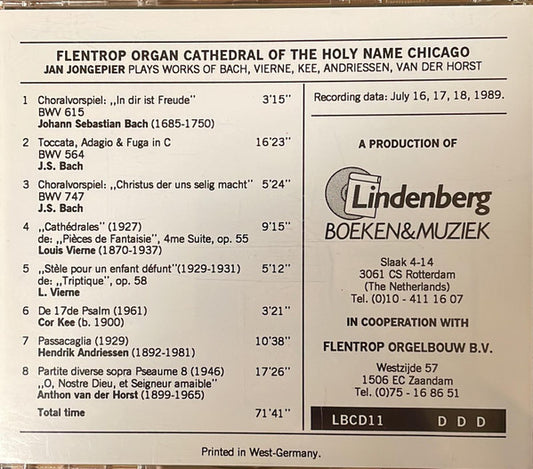 FLENTROP ORGAN CATHEDRAL OF THE HOLY NAME CHICAGO
JAN JONGEPIER PLAYS WORKS OF BACH, VIERNE, KEE, ANDRIESSEN, VAN DER HORST
1 Choralvorspiel: „In dir ist Freude" 3'15"
BWV 615
Johann Sebastian Bach (1685-1750)
2 Toccata, Adagio & Fuga in C 16'23"
BWV 564
J.S. Bach
3 Choralvorspiel: „Christus der uns selig macht" 5'24"
BWV 747
J.S. Bach
4 „Cathédrales" (1927) 9'15"
de: „Pièces de Fantaisie", 4me Suite, op. 55
Louis Vierne (1870-1937)
5 „Stèle pour un enfant défunt"(1929-1931) 5'12"
de: „Triptique", op. 58
L. Vierne
6 De 17de Psalm (1961) 3'21"
Cor Kee (b. 1900)
7 Passacaglia (1929) 10'38"
Hendrik Andriessen (1892-1981)
8 Partite diverse sopra Pseaume 8 (1946) 17'26"
„O, Nostre Dieu, et Seigneur amaible"
Anthon van der Horst (1899-1965)
Total time 71'41"
Recording data: July 16, 17, 18, 1989.
A PRODUCTION OF
Lindenberg
BOEKEN&MUZIEK
Slaak 4-14
3061 CS Rotterdam
(The Netherlands)
Tel. (0)10 - 411 16 07
IN COOPERATION WITH
FLENTROP ORGELBOUW B.V.
Westzijde 57
1506 EC Zaandam
Tel. (0)75 - 16 86 51
LBCD11 D D D
Printed in West-Germany.